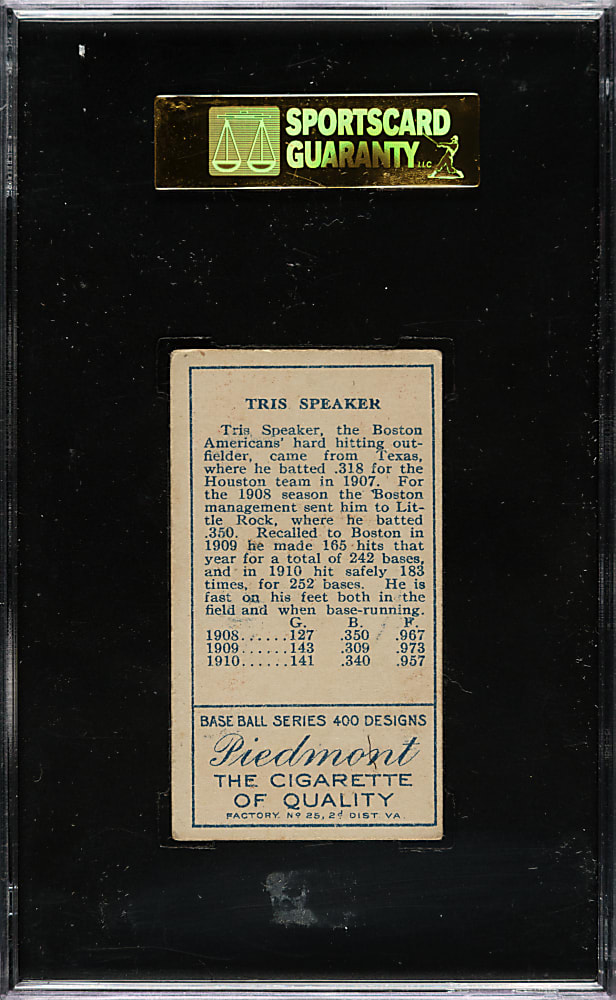 SPORTSCARD
GUARANTY LLC
TRIS SPEAKER
Tris Speaker, the Boston
Americans' hard hitting out-
fielder, came from Texas,
where he batted .318 for the
Houston team in 1907. For
the 1908 season the Boston
management sent him to Lit-
tle Rock, where he batted
.350. Recalled to Boston in
1909 he made 165 hits that
year for a total of 242 bases,
and in 1910 hit safely 183
times, for 252 bases. He is
fast on his feet both in the
field and when base-running.
G. B. F.
1908......127 .350 .967
1909......143 .309 .973
1910......141 .340 .957
BASE BALL SERIES 400 DESIGNS
Piedmont
THE CIGARETTE
OF QUALITY
FACTORY Nº 25, 2d DIST VA